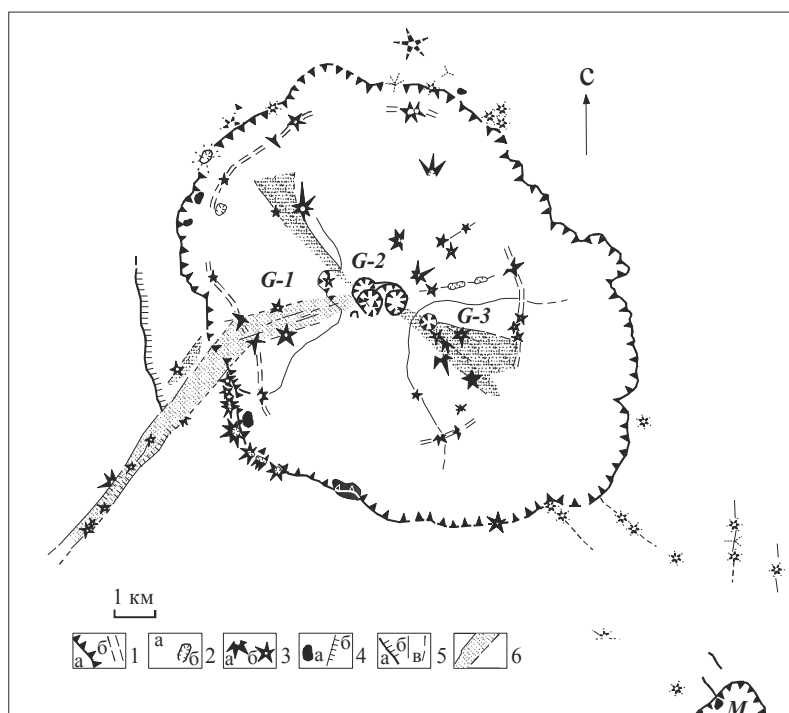 С
G-2
G-1
G-3
1 км
а б 1 а б 2 а б 3 а б 4 а б в 5 6
М